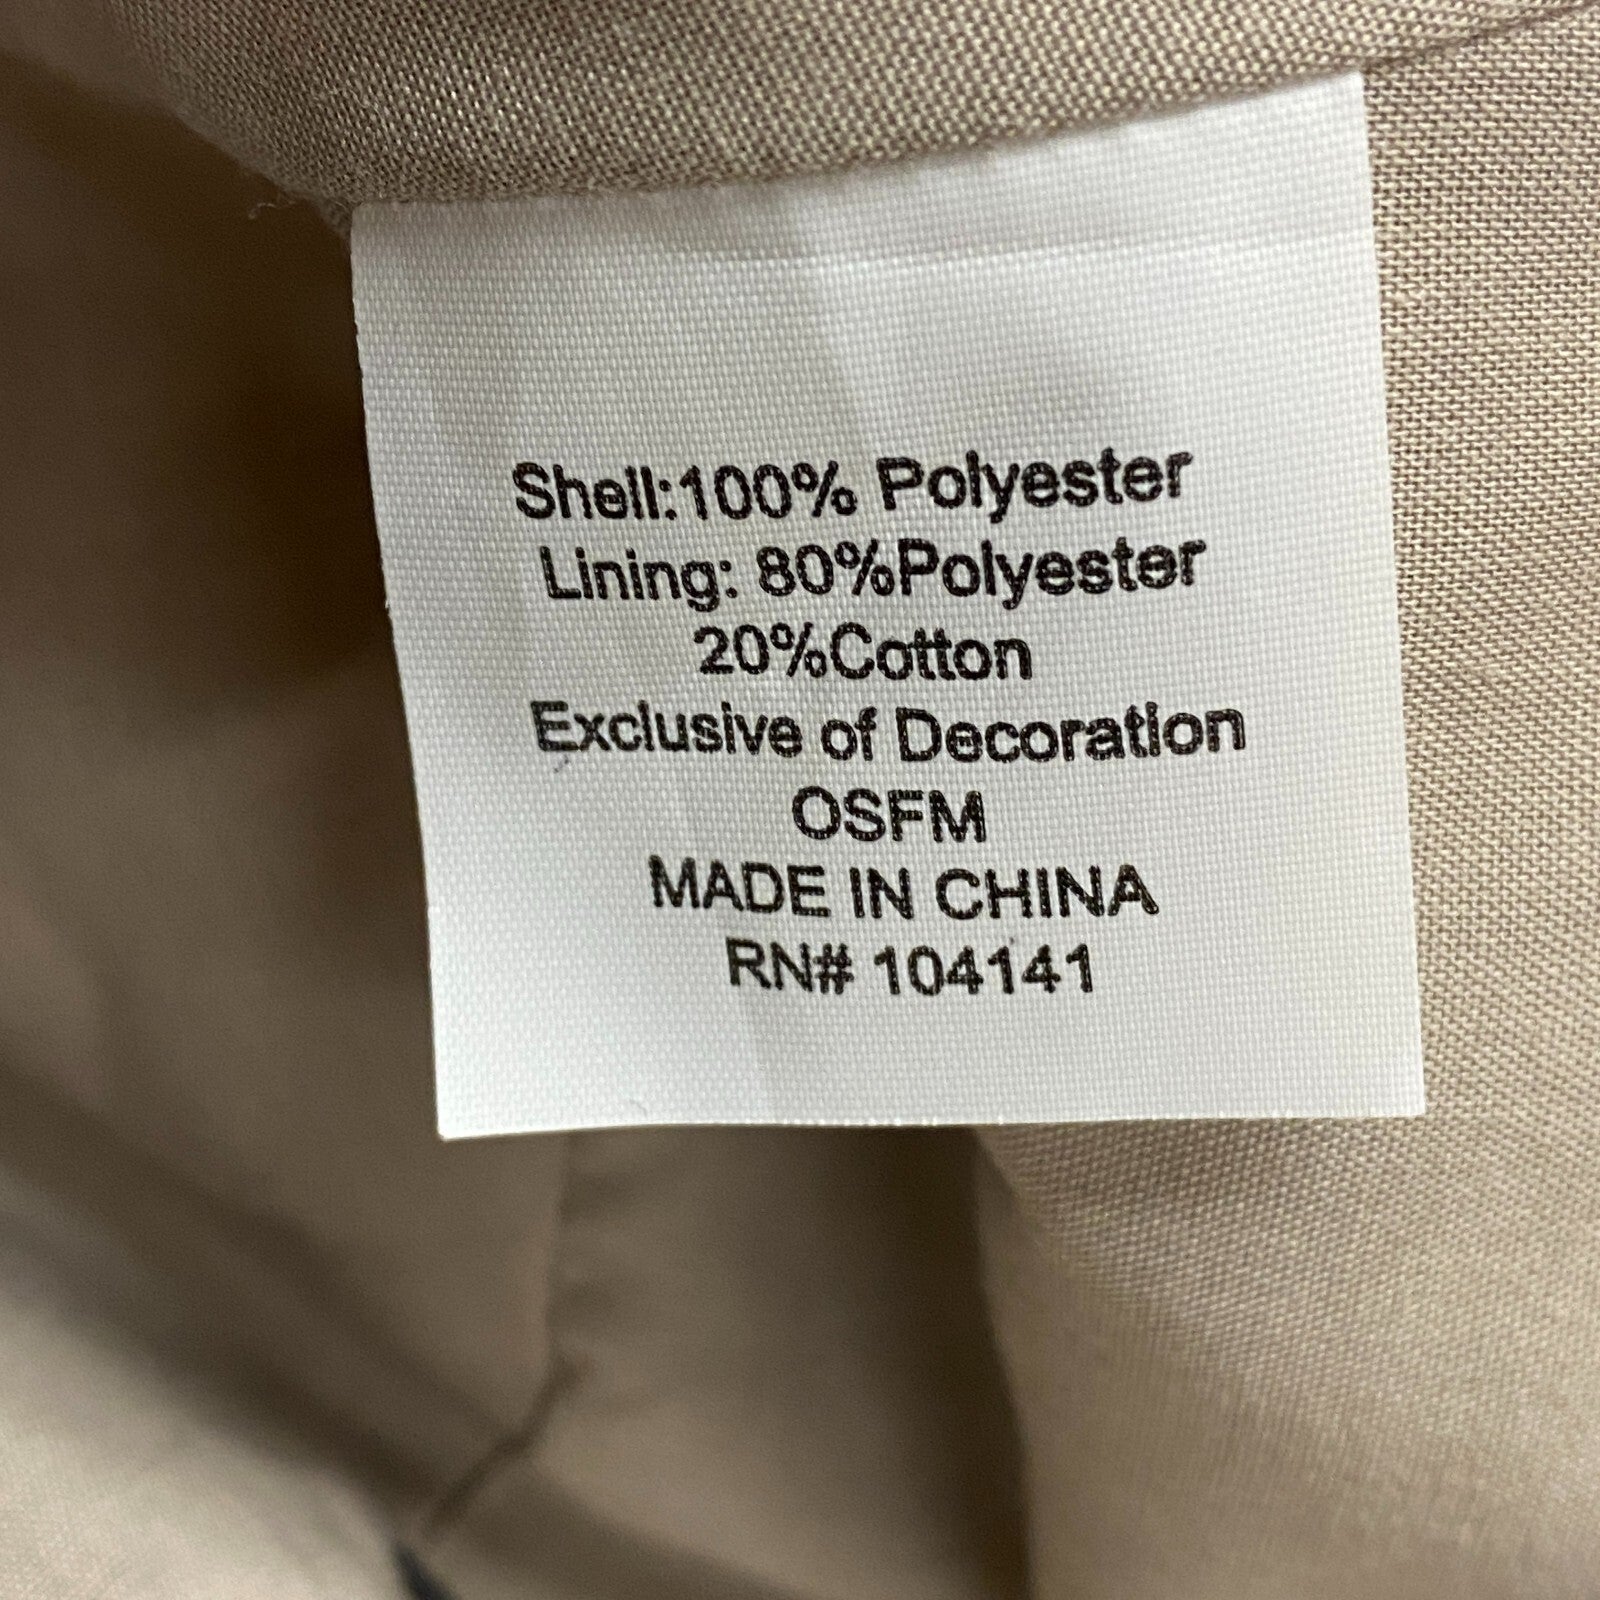 Shell:100% Polyester
Lining: 80%Polyester
20%Cotton
Exclusive of Decoration
OSFM
MADE IN CHINA
RN# 104141